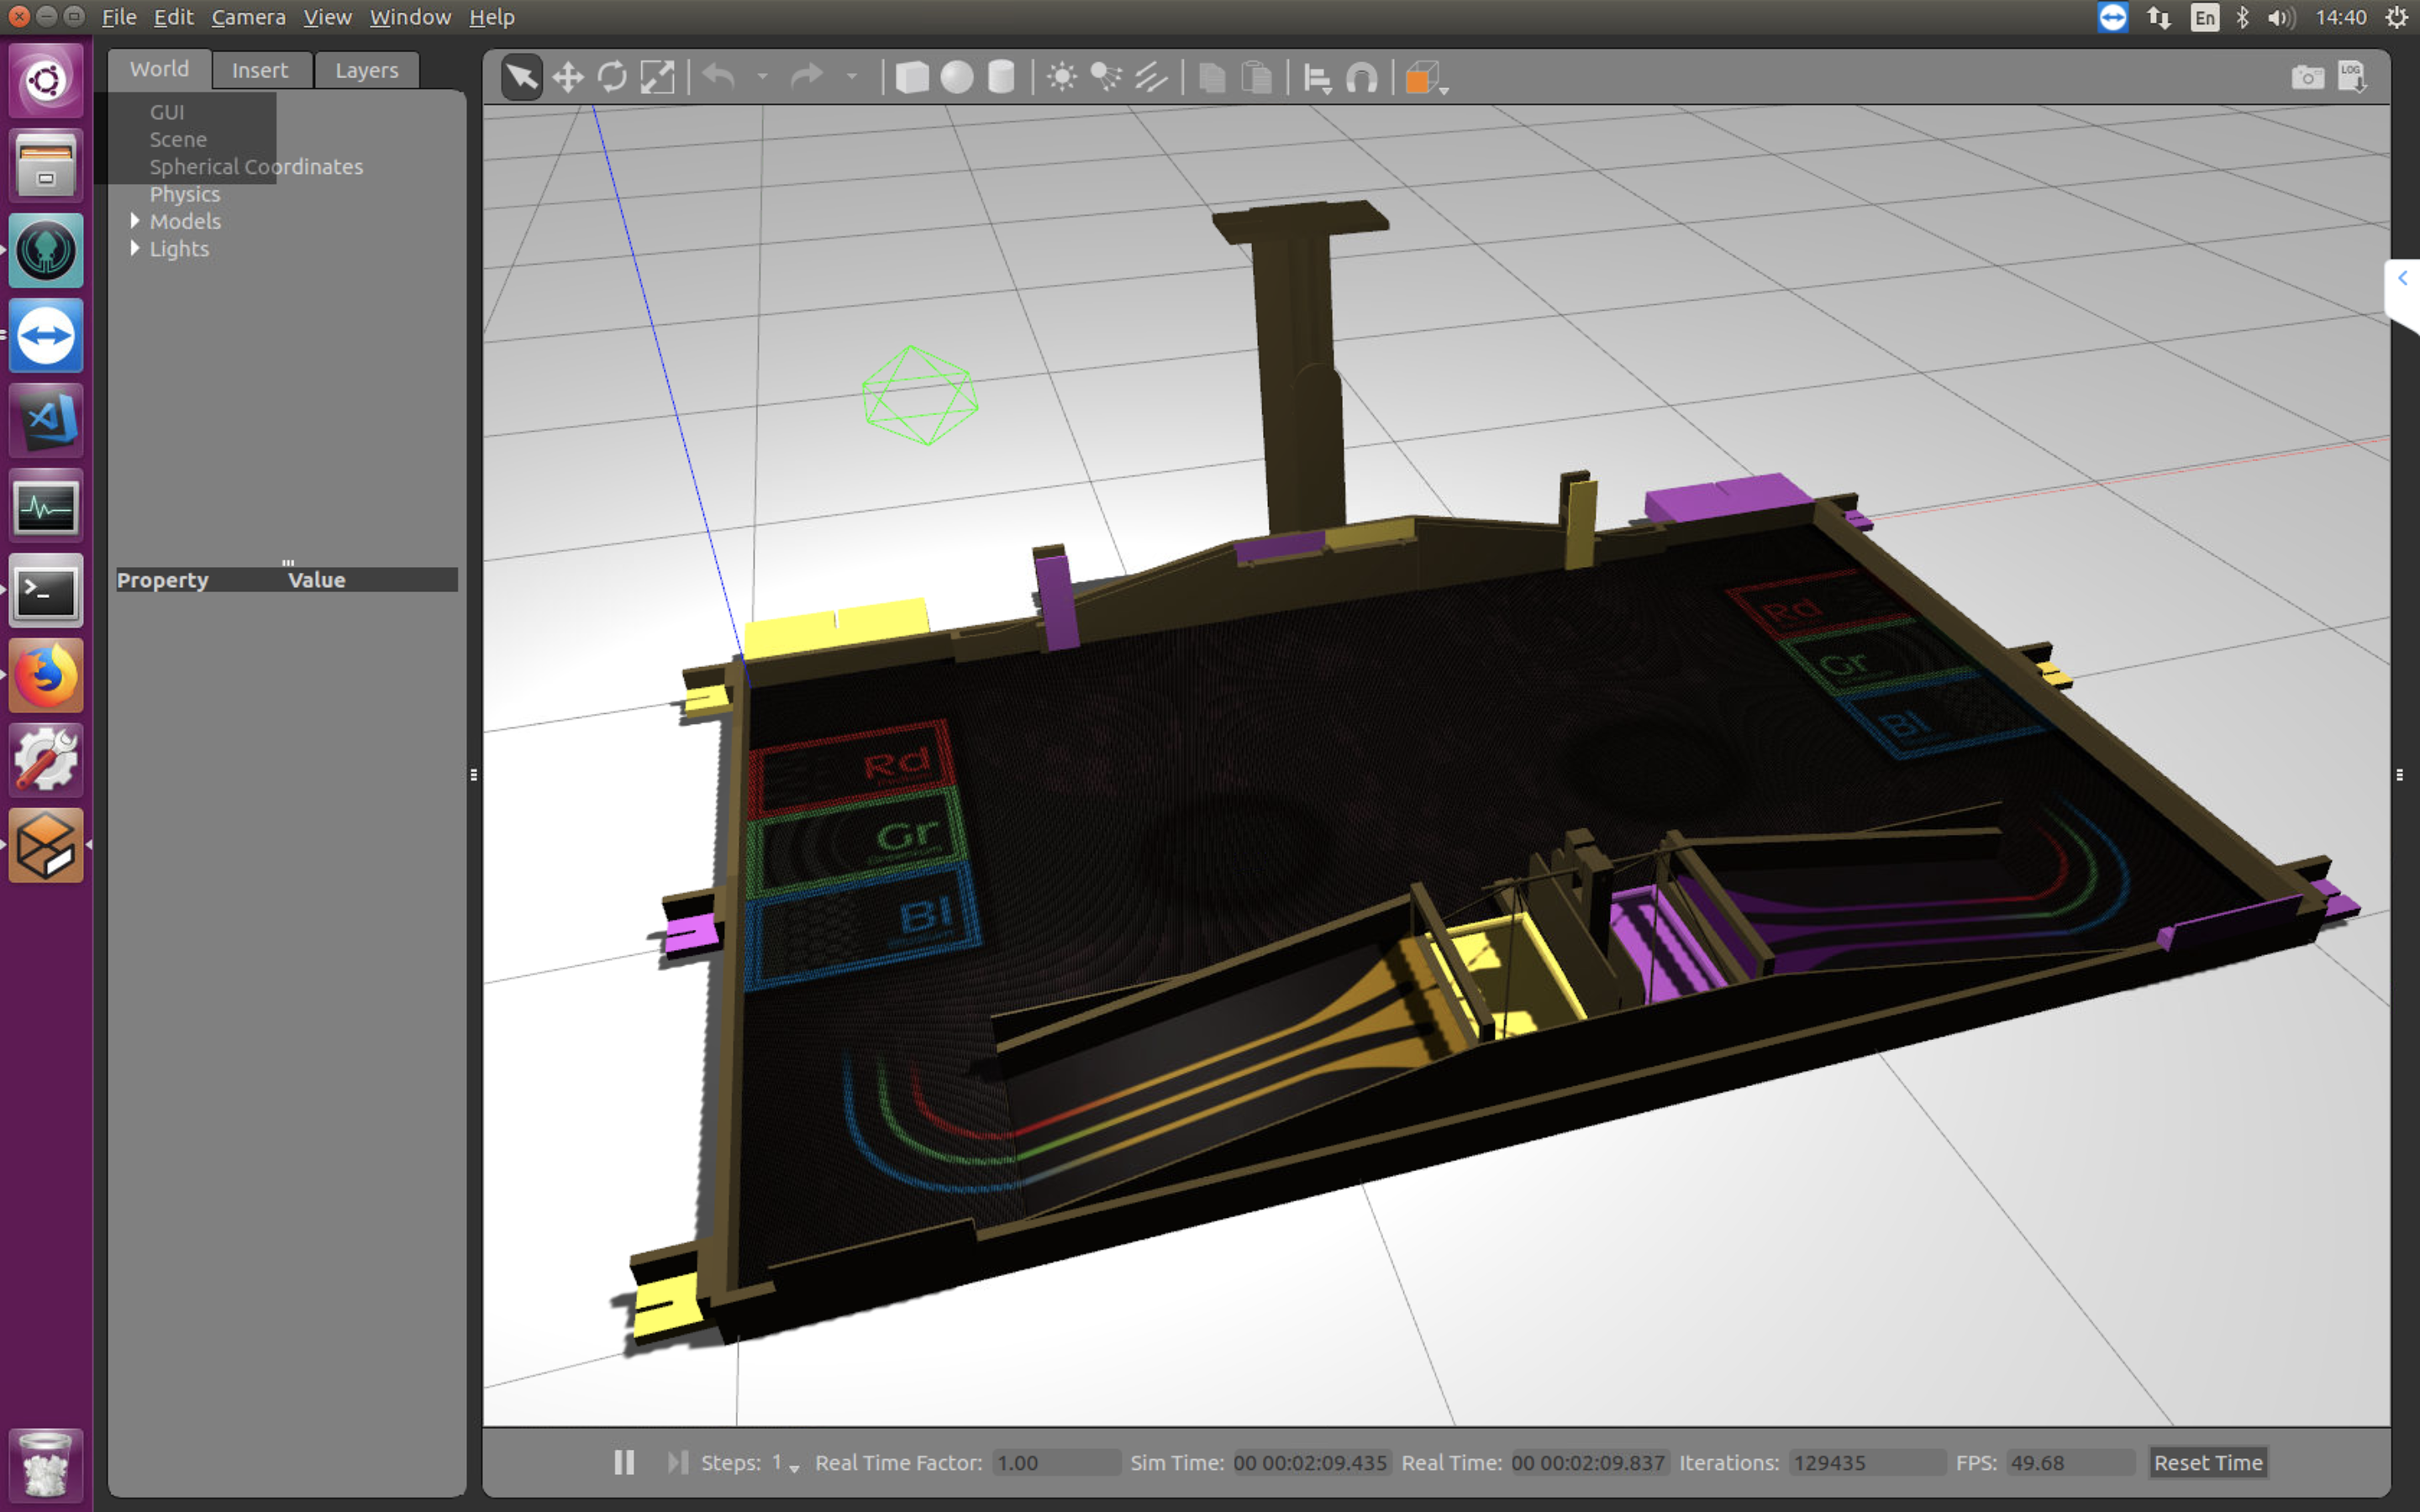 File Edit Camera View Window Help
En 14:40
World Insert Layers
LOG
GUI
Scene
Spherical Coordinates
Physics
Models
Lights
Property Value
Rd
Gr
Bl
Rd
Gr
Bl
Steps: 1 Real Time Factor: 1.00 Sim Time: 00 00:02:09.435 Real Time: 00 00:02:09.837 Iterations: 129435 FPS: 49.68 Reset Time